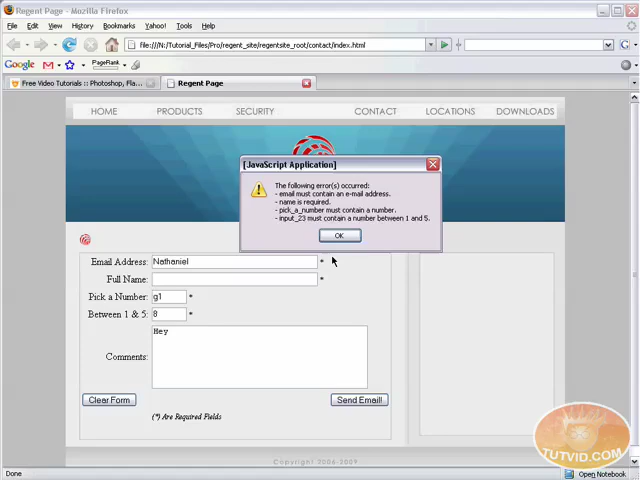 Regent Page - Mozilla Firefox
File Edit View History Bookmarks Yahoo! Tools Help
file:///N:/Tutorial_Files/Pro/regent_site/regentsite_root/contact/index.html
Google PageRank
Free Video Tutorials :: Photoshop, Fla...
Regent Page
HOME PRODUCTS SECURITY CONTACT LOCATIONS DOWNLOADS
[JavaScript Application]
The following error(s) occurred:
- email must contain an e-mail address.
- name is required.
- pick_a_number must contain a number.
- input_23 must contain a number between 1 and 5.
OK
Email Address: Nathaniel *
Full Name: *
Pick a Number: g1 *
Between 1 & 5: 8 *
Hey
Comments:
Clear Form Send Email!
(*) Are Required Fields
TUTVID.COM
Copyright 2006-2009
Done Open Notebook